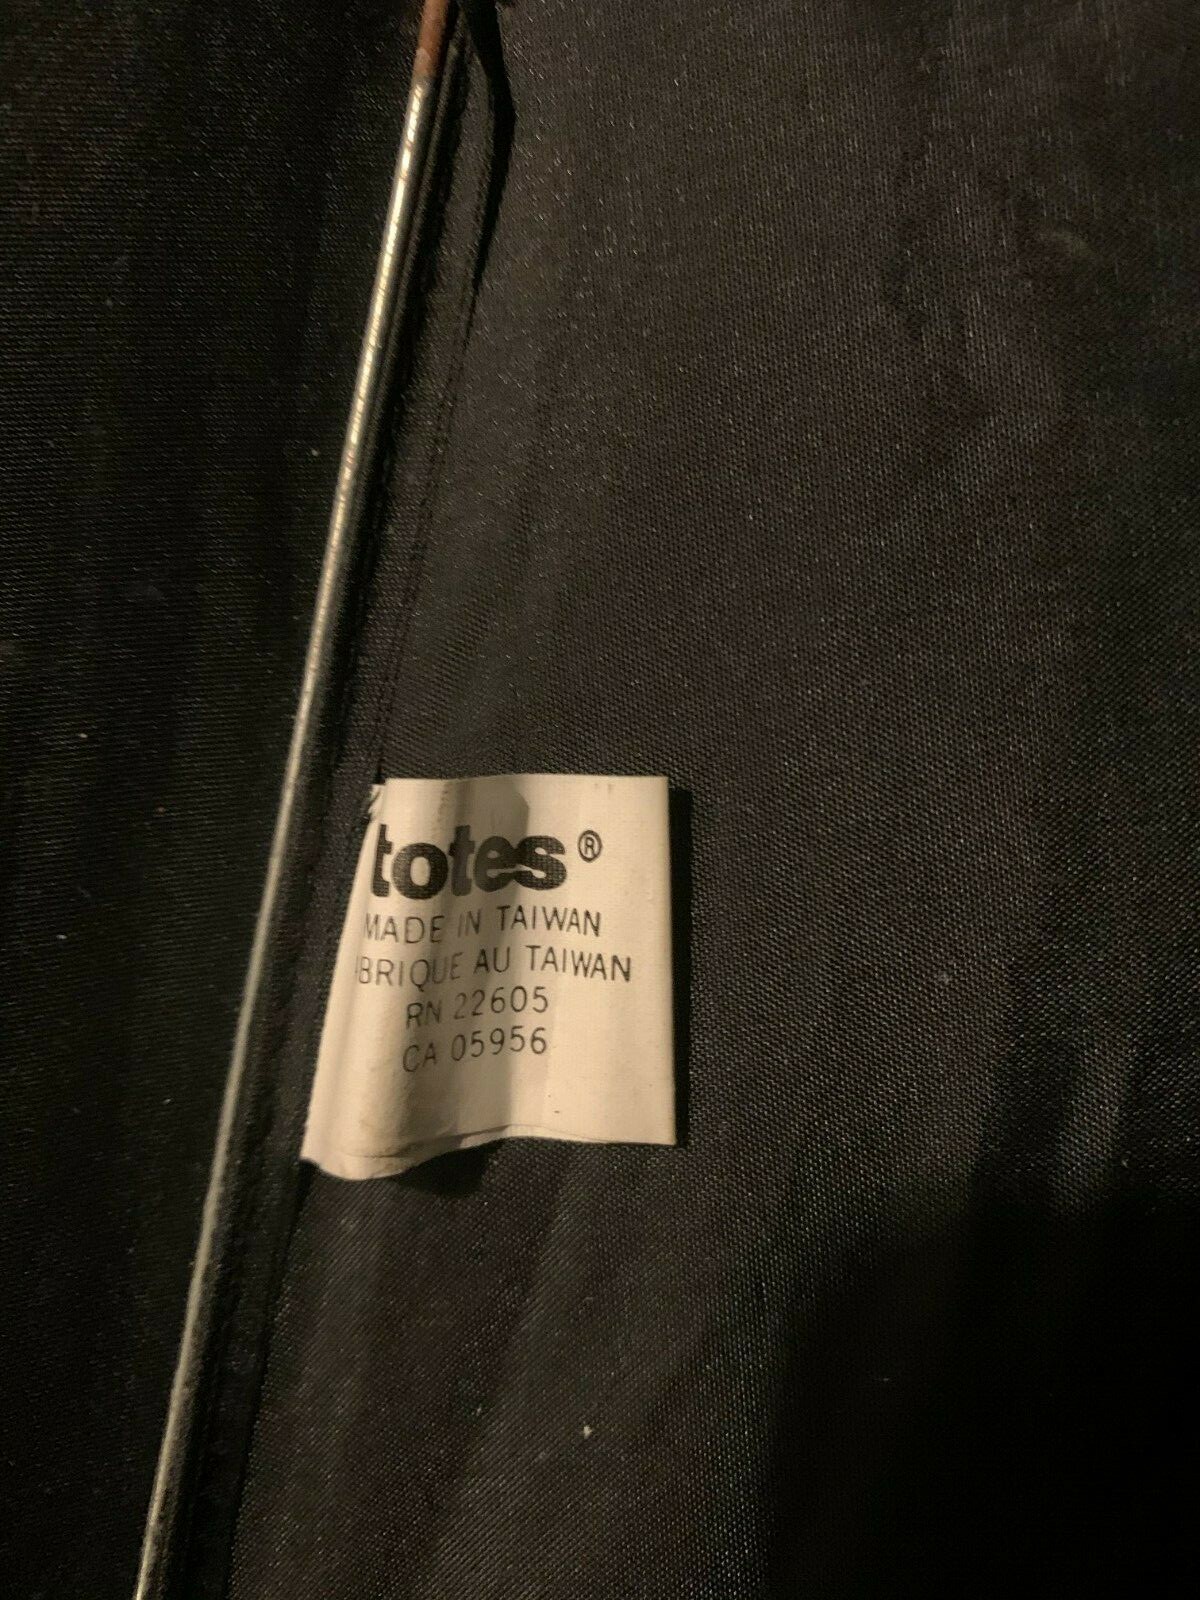 totes®
MADE IN TAIWAN
BRIQUE AU TAIWAN
RN 22605
CA 05956